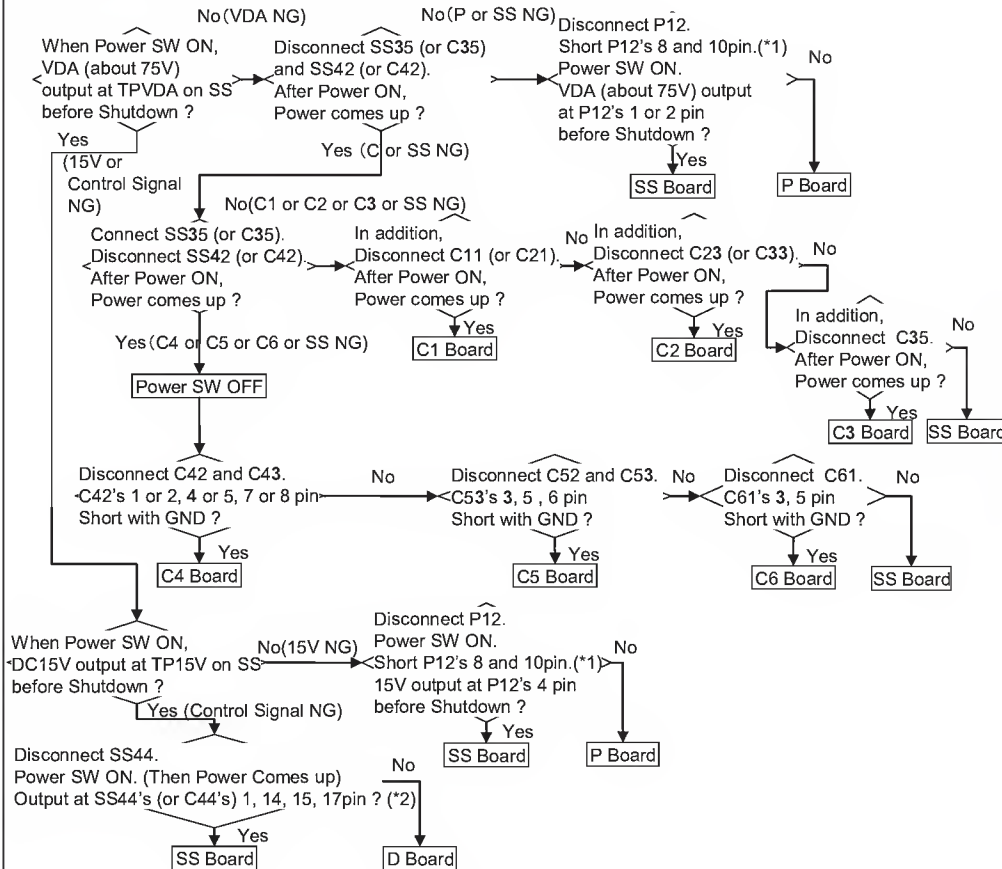 No(VDA NG)
When Power SW ON,
VDA (about 75V)
output at TPVDA on SS
before Shutdown ?
Yes
(15V or
Control Signal
NG)
Disconnect SS35 (or C35)
and SS42 (or C42).
After Power ON,
Power comes up ?
No(P or SS NG)
Yes (C or SS NG)
Disconnect P12.
Short P12's 8 and 10pin.(*1)
Power SW ON.
VDA (about 75V) output
at P12's 1 or 2 pin
before Shutdown ?
No
Yes
SS Board
P Board
No(C1 or C2 or C3 or SS NG)
Connect SS35 (or C35).
Disconnect SS42 (or C42).
After Power ON,
Power comes up ?
In addition,
Disconnect C11 (or C21).
After Power ON,
Power comes up ?
No
Yes
C1 Board
In addition,
Disconnect C23 (or C33).
After Power ON,
Power comes up ?
No
Yes
C2 Board
In addition,
Disconnect C35.
After Power ON,
Power comes up ?
No
Yes
C3 Board
SS Board
Yes(C4 or C5 or C6 or SS NG)
Power SW OFF
Disconnect C42 and C43.
C42's 1 or 2, 4 or 5, 7 or 8 pin
Short with GND ?
No
Yes
C4 Board
Disconnect C52 and C53.
C53's 3, 5 , 6 pin
Short with GND ?
No
Yes
C5 Board
Disconnect C61.
C61's 3, 5 pin
Short with GND ?
No
Yes
C6 Board
SS Board
When Power SW ON,
DC15V output at TP15V on SS
before Shutdown ?
No(15V NG)
Yes (Control Signal NG)
Disconnect P12.
Power SW ON.
Short P12's 8 and 10pin.(*1)
15V output at P12's 4 pin
before Shutdown ?
No
Yes
SS Board
P Board
Disconnect SS44.
Power SW ON. (Then Power Comes up)
Output at SS44's (or C44's) 1, 14, 15, 17pin ? (*2)
No
Yes
SS Board
D Board